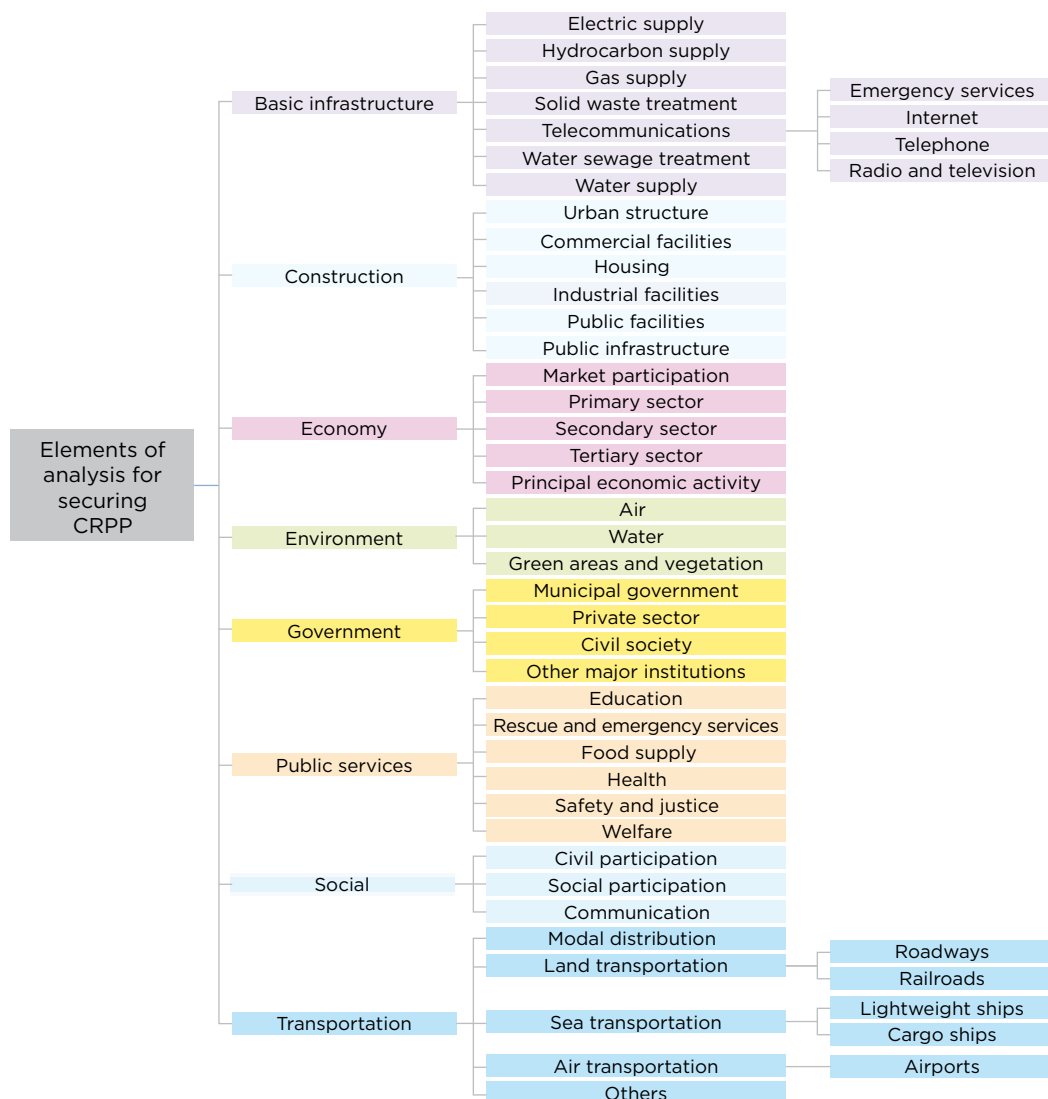 Elements of
analysis for
securing
CRPP
Basic infrastructure
Electric supply
Hydrocarbon supply
Gas supply
Solid waste treatment
Telecommunications
Emergency services
Internet
Telephone
Radio and television
Water sewage treatment
Water supply
Construction
Urban structure
Commercial facilities
Housing
Industrial facilities
Public facilities
Public infrastructure
Economy
Market participation
Primary sector
Secondary sector
Tertiary sector
Principal economic activity
Environment
Air
Water
Green areas and vegetation
Government
Municipal government
Private sector
Civil society
Other major institutions
Public services
Education
Rescue and emergency services
Food supply
Health
Safety and justice
Welfare
Social
Civil participation
Social participation
Communication
Transportation
Modal distribution
Land transportation
Roadways
Railroads
Sea transportation
Lightweight ships
Cargo ships
Air transportation
Airports
Others